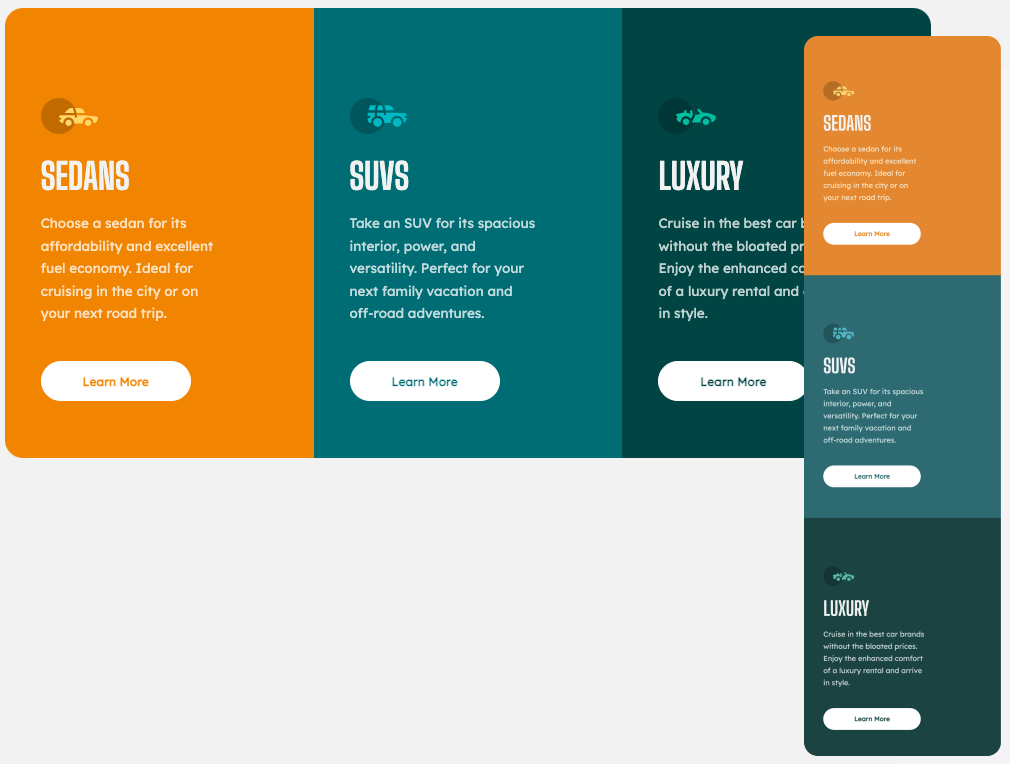 SEDANS
Choose a sedan for its
affordability and excellent
fuel economy. Ideal for
cruising in the city or on
your next road trip.
Learn More
SUVS
Take an SUV for its spacious
interior, power, and
versatility. Perfect for your
next family vacation and
off-road adventures.
Learn More
LUXURY
Cruise in the best car
without the bloated
Enjoy the enhanced
of a luxury rental and
in style.
Learn More
SEDANS
Choose a sedan for its
affordability and excellent
fuel economy. Ideal for
cruising in the city or on
your next road trip.
Learn More
SUVS
Take an SUV for its spacious
interior, power, and
versatility. Perfect for your
next family vacation and
off-road adventures.
Learn More
LUXURY
Cruise in the best car brands
without the bloated prices.
Enjoy the enhanced comfort
of a luxury rental and arrive
in style.
Learn More